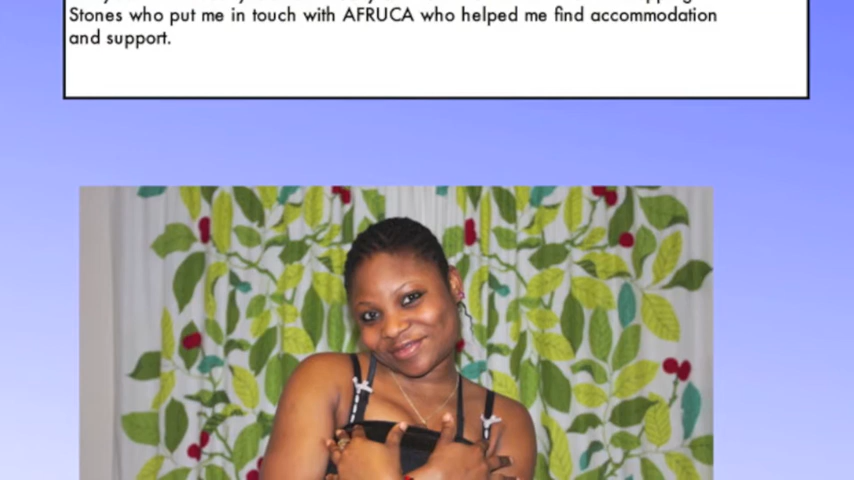 Stones who put me in touch with AFRUCA who helped me find accommodation
and support.